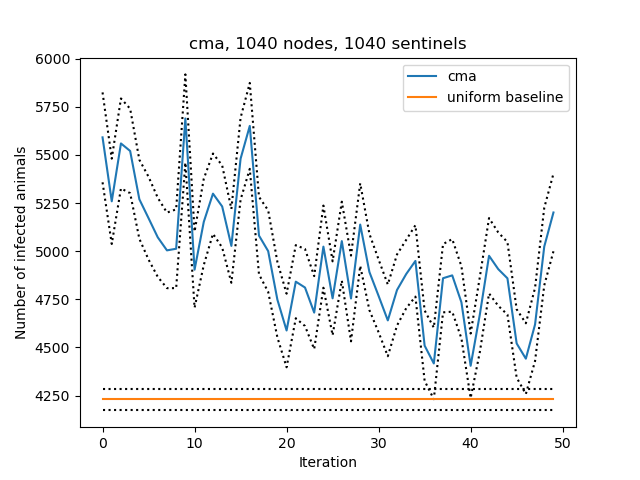 cma, 1040 nodes, 1040 sentinels
cma
uniform baseline
Number of infected animals
6000
5750
5500
5250
5000
4750
4500
4250
0 10 20 30 40 50
Iteration